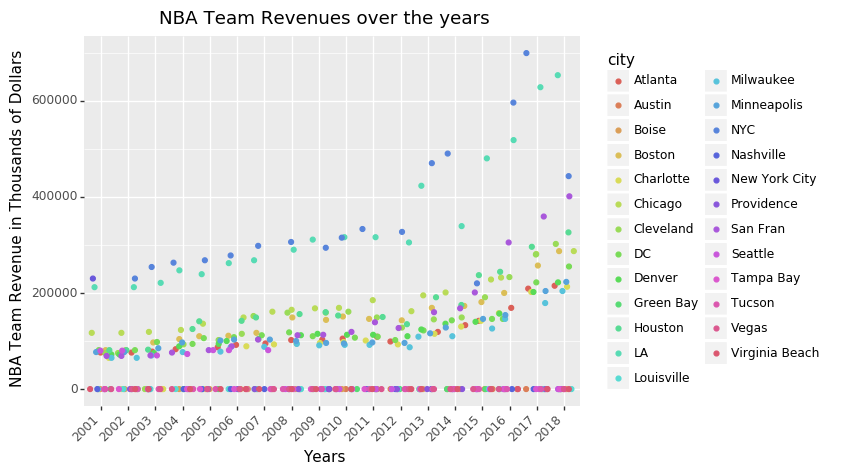 NBA Team Revenues over the years
NBA Team Revenue in Thousands of Dollars
600000
400000
200000
0
2001
2002
2003
2004
2005
2006
2007
2008
2009
2010
2011
2012
2013
2014
2015
2016
2017
2018
Years
city
Atlanta
Austin
Boise
Boston
Charlotte
Chicago
Cleveland
DC
Denver
Green Bay
Houston
LA
Louisville
Milwaukee
Minneapolis
NYC
Nashville
New York City
Providence
San Fran
Seattle
Tampa Bay
Tucson
Vegas
Virginia Beach